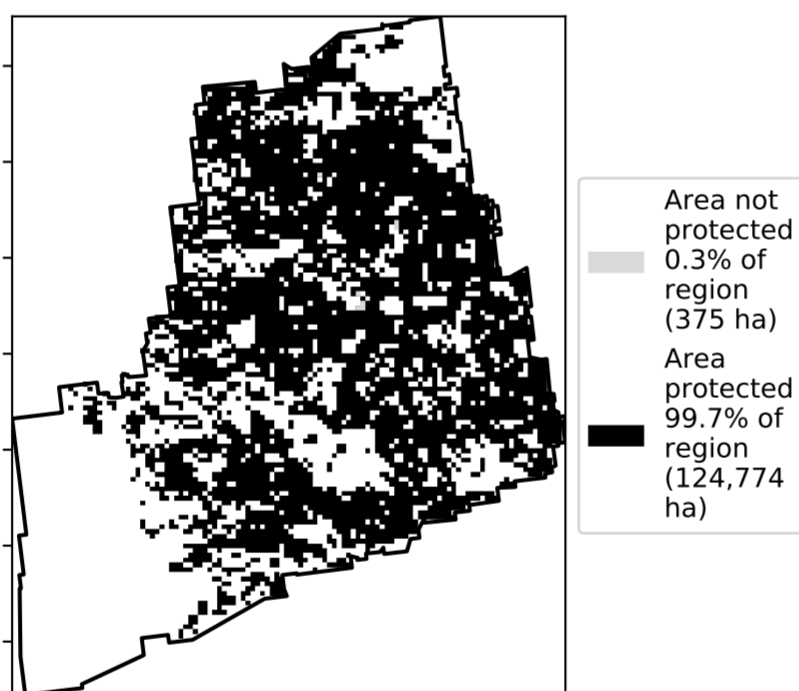 Area not
protected
0.3% of
region
(375 ha)
Area
protected
99.7% of
region
(124,774
ha)